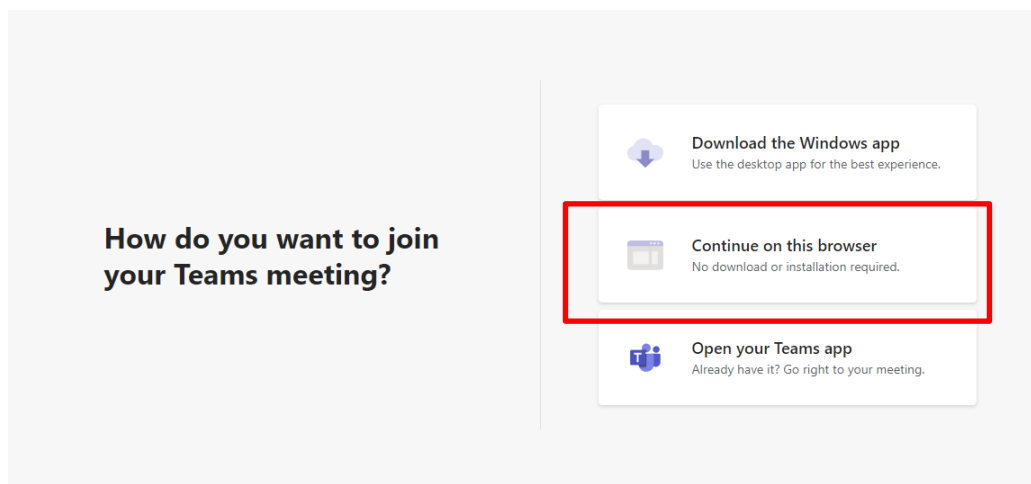 How do you want to join
your Teams meeting?
Download the Windows app
Use the desktop app for the best experience.
Continue on this browser
No download or installation required.
T
Open your Teams app
Already have it? Go right to your meeting.